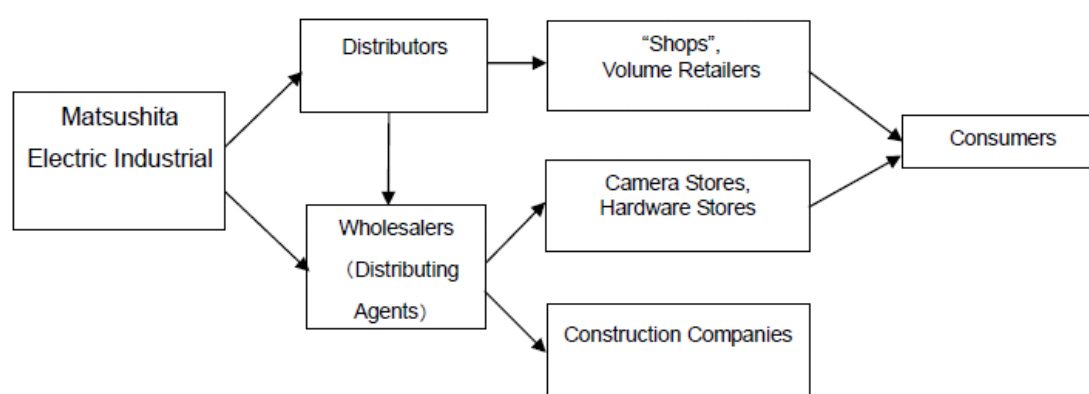 Matsushita
Electric Industrial
Distributors
“Shops”,
Volume Retailers
Consumers
Camera Stores,
Hardware Stores
Wholesalers
（Distributing
Agents）
Construction Companies